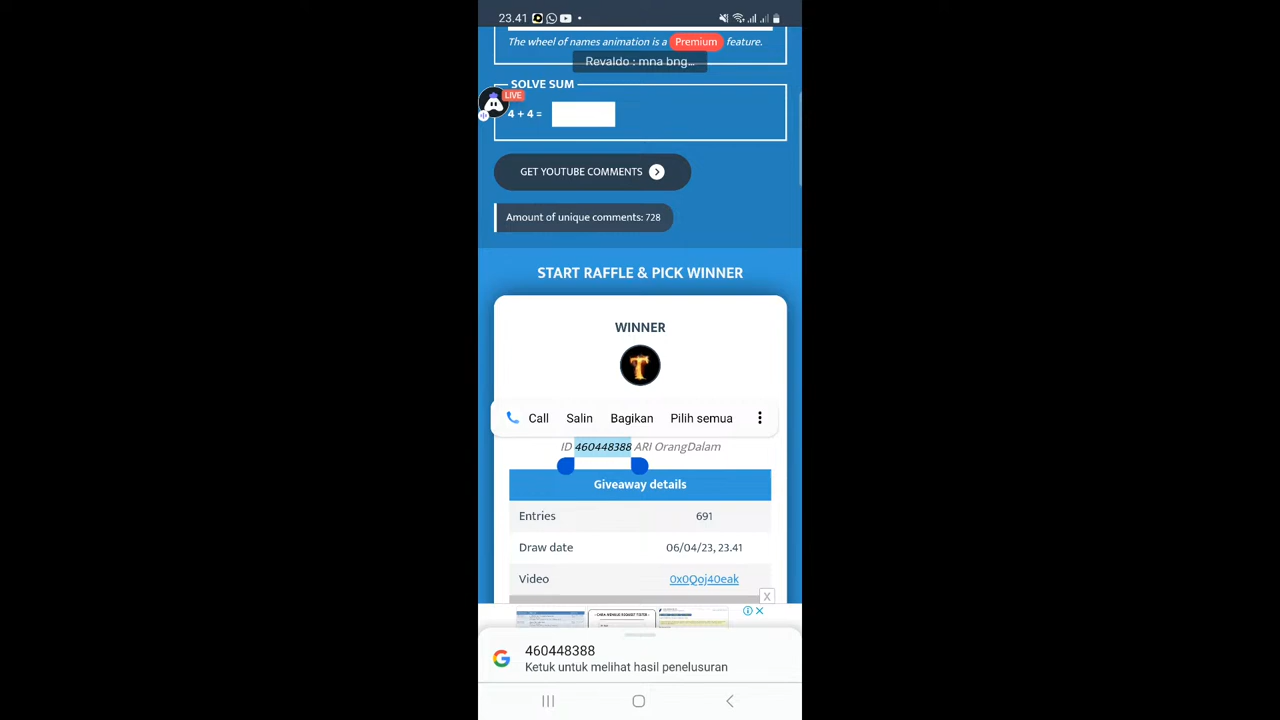 23.41
The wheel of names animation is a Premium feature.
Revaldo : mna bng...
SOLVE SUM
LIVE
4 + 4 =
GET YOUTUBE COMMENTS
Amount of unique comments: 728
START RAFFLE & PICK WINNER
WINNER
T
Call Salin Bagikan Pilih semua
ID 460448388 ARI OrangDalam
Giveaway details
Entries 691
Draw date 06/04/23, 23.41
Video 0x0Qoj40eak
X
460448388
Ketuk untuk melihat hasil penelusuran